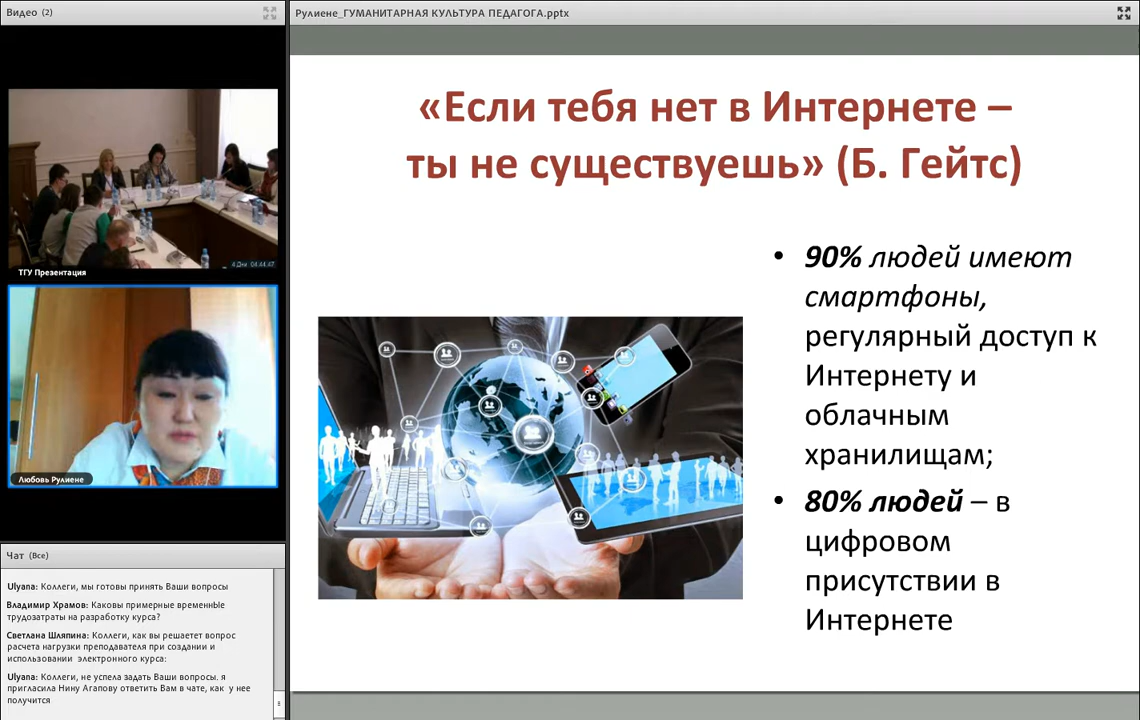 Видео (2)
ТГУ Презентация
Любовь Рулиене
Чат (Все)
Ulyana: Коллеги, мы готовы принять Ваши вопросы
Владимир Храмов: Каковы примерные временнЫе
трудозатраты на разработку курса?
Светлана Шляпина: Коллеги, как вы решаетет вопрос
расчета нагрузки преподавателя при создании и
использовании электронного курса:
Ulyana: Коллеги, не успела задать Ваши вопросы. я
пригласила Нину Агапову ответить Вам в чате, как у нее
получится
Рулиене_ГУМАНИТАРНАЯ КУЛЬТУРА ПЕДАГОГА.pptx
«Если тебя нет в Интернете –
ты не существуешь» (Б. Гейтс)
• 90% людей имеют
смартфоны,
регулярный доступ к
Интернету и
облачным
хранилищам;
• 80% людей – в
цифровом
присутствии в
Интернете